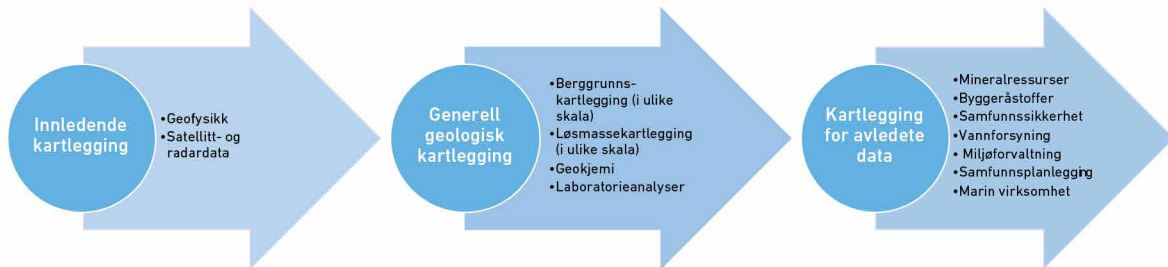 Innledende
kartlegging
•Geofysikk
•Satellitt- og
radardata
Generell
geologisk
kartlegging
•Berggrunns-
kartlegging (i ulike
skala)
•Løsmassekartlegging
(i ulike skala)
•Geokjemi
•Laboratorieanalyser
Kartlegging
for avledete
data
•Mineralressurser
•Byggeråstoffer
•Samfunnssikkerhet
•Vannforsyning
• Miljøforvaltning
•Samfunnsplanlegging
•Marin virksomhet